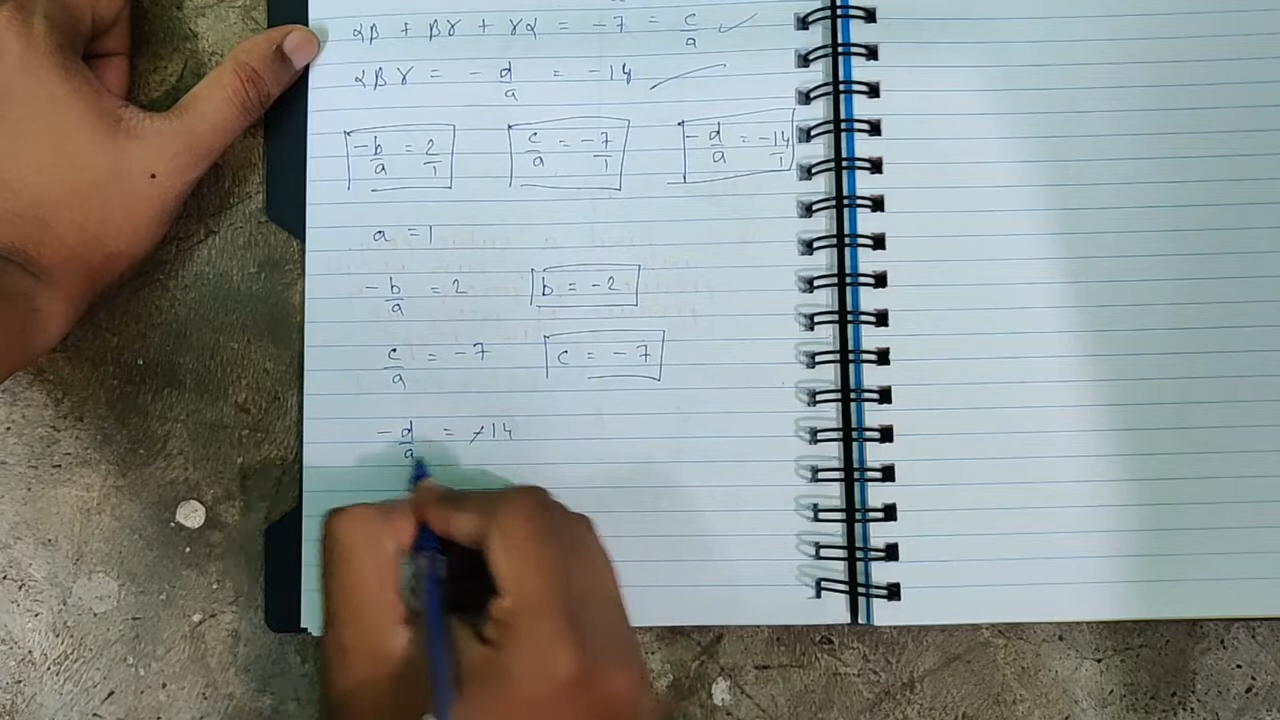 αβ + βγ + γα = -7 = c/a ✓
αβγ = -d/a = -14
-b/a = 2/1 c/a = -7/1 -d/a = -14/1
a = 1
-b/a = 2 b = -2
c/a = -7 c = -7
-d/a = -14